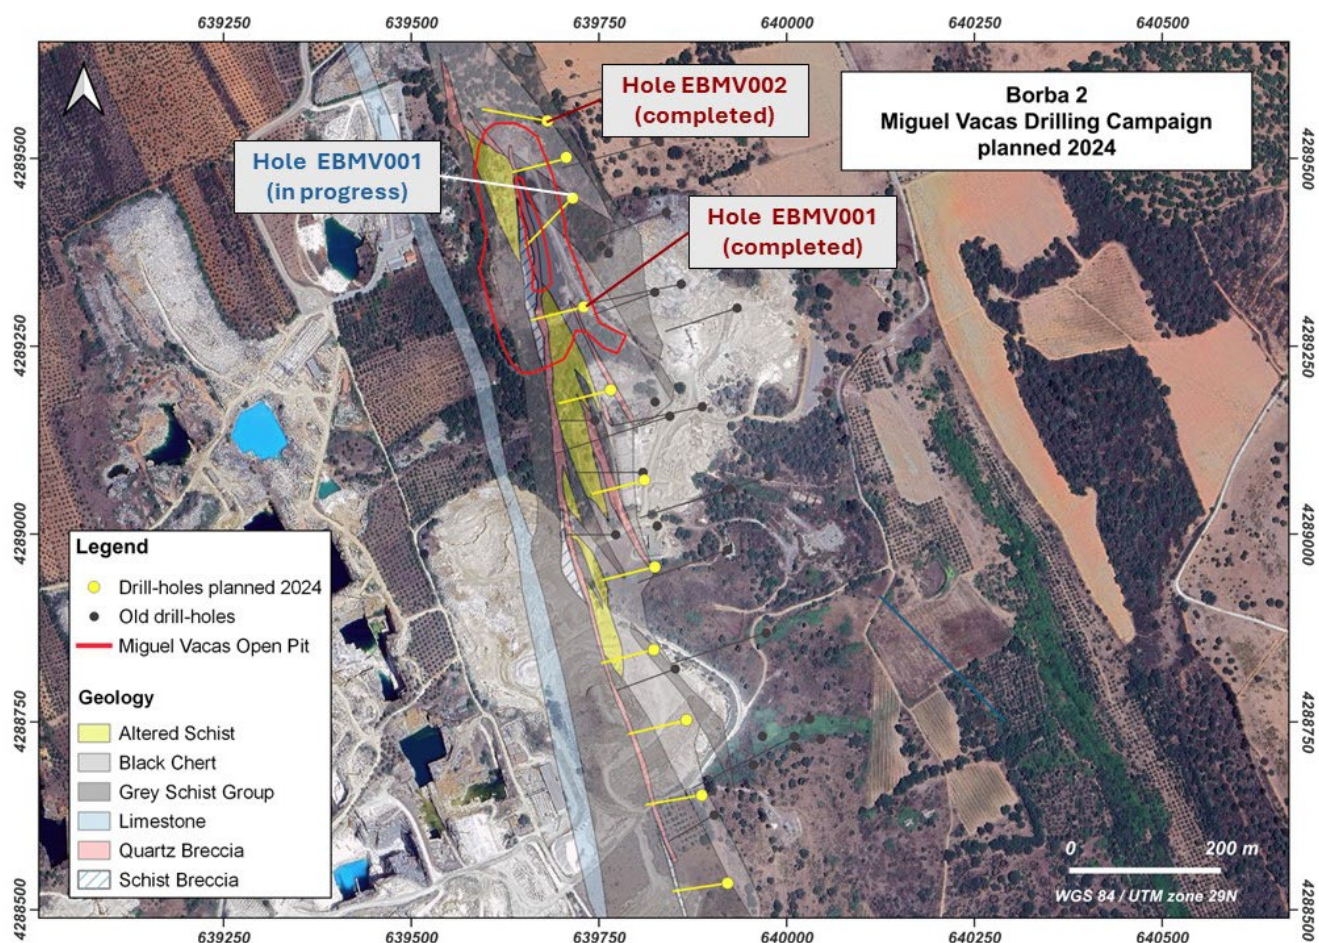 639250 639500 639750 640000 640250 640500
Hole EBMV002
(completed)
Borba 2
Miguel Vacas Drilling Campaign
planned 2024
4289500
4289500
Hole EBMV001
(in progress)
Hole EBMV001
(completed)
4289250
4289250
4289000
4289000
Legend
Drill-holes planned 2024
Old drill-holes
Miguel Vacas Open Pit
Geology
Altered Schist
Black Chert
Grey Schist Group
Limestone
Quartz Breccia
Schist Breccia
4288750
4288750
0 200 m
WGS 84 / UTM zone 29N
4288500
4288500
639250 639500 639750 640000 640250 640500